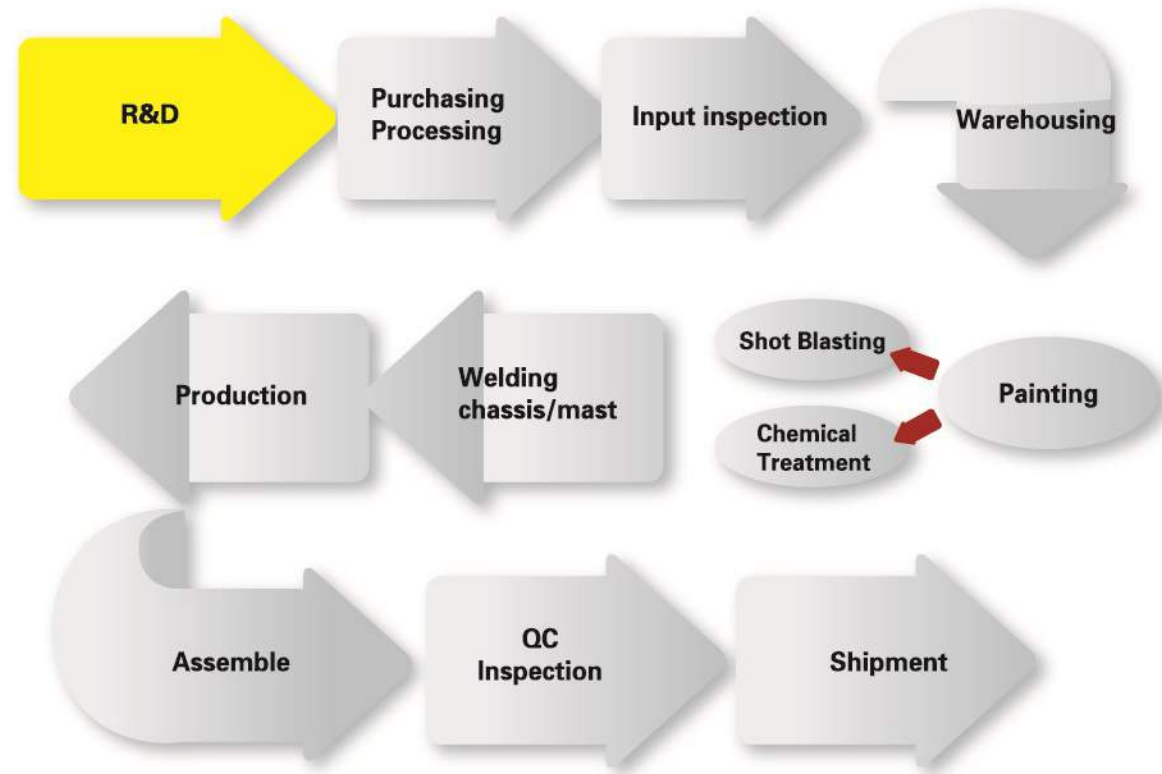 R&D
Purchasing
Processing
Input inspection
Warehousing
Painting
Shot Blasting
Chemical
Treatment
Welding
chassis/mast
Production
Assemble
QC
Inspection
Shipment